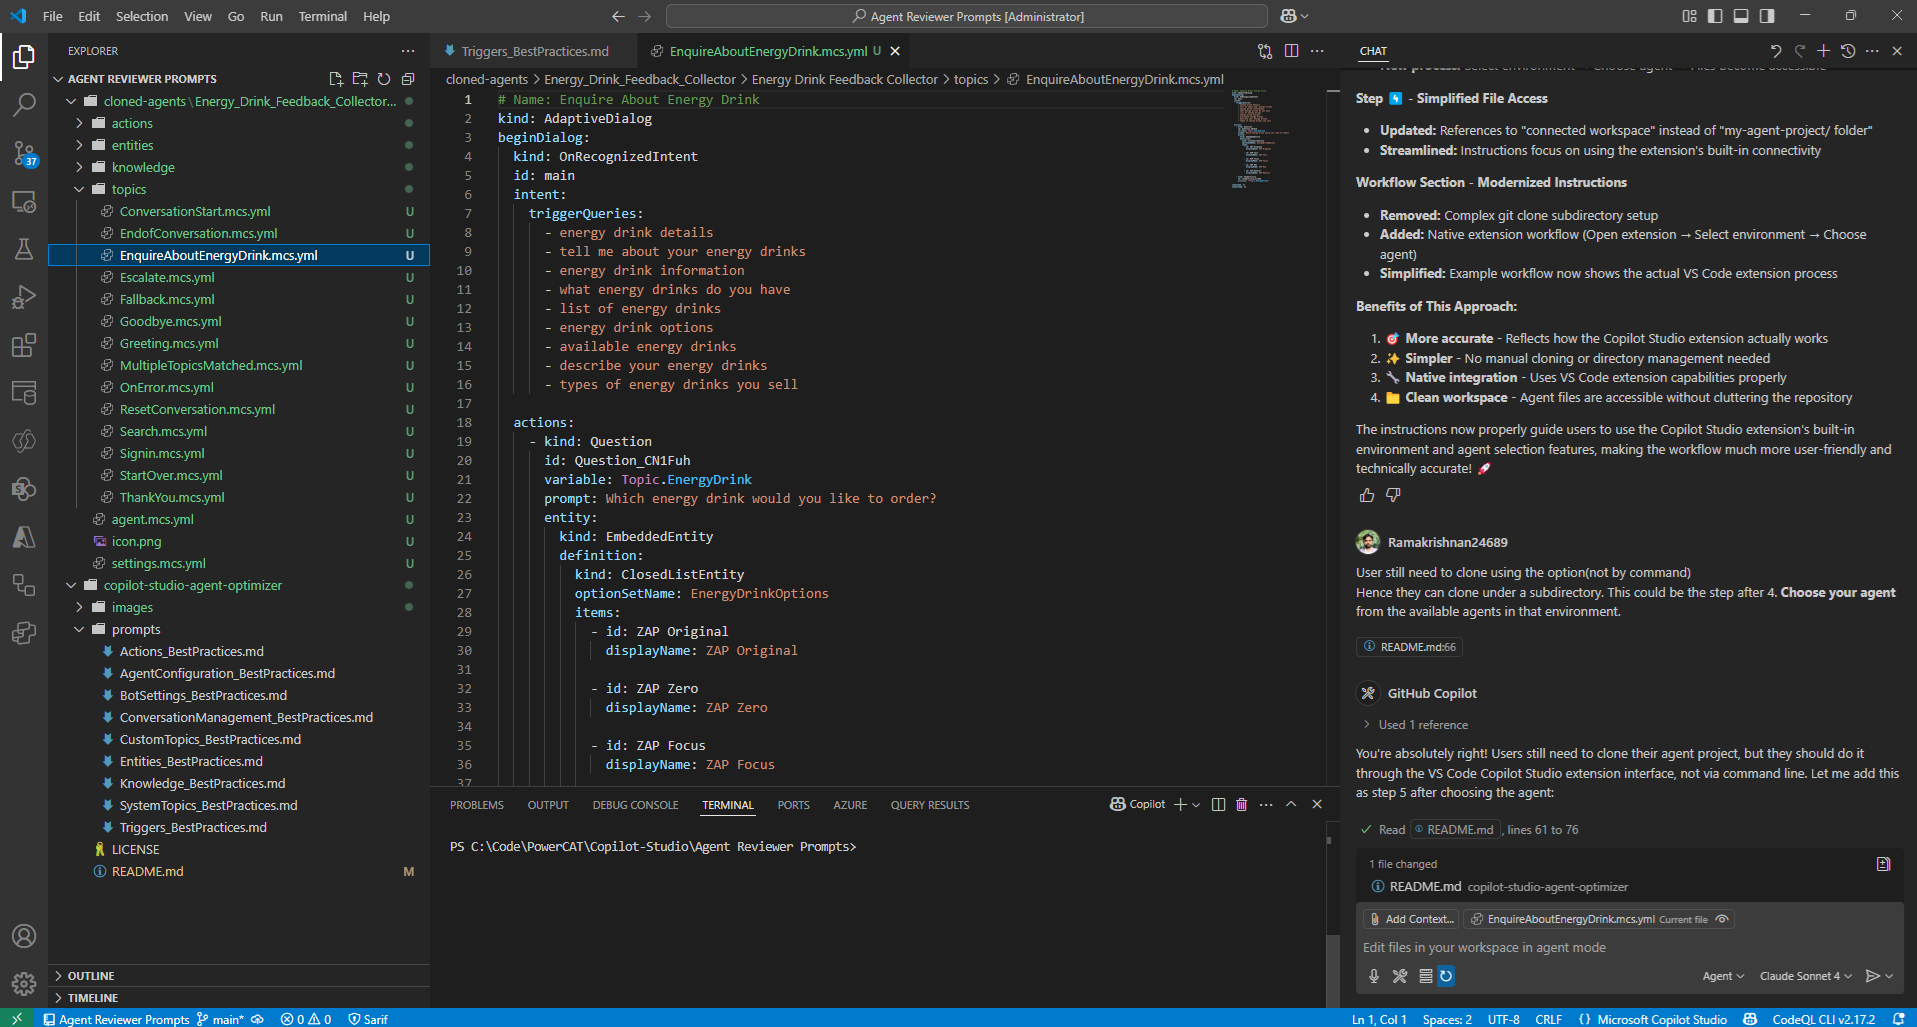 File Edit Selection View Go Run Terminal Help
Agent Reviewer Prompts [Administrator]
EXPLORER
AGENT REVIEWER PROMPTS
cloned-agents \ Energy_Drink_Feedback_Collector...
actions
entities
knowledge
topics
ConversationStart.mcs.yml U
EndofConversation.mcs.yml U
EnquireAboutEnergyDrink.mcs.yml U
Escalate.mcs.yml U
Fallback.mcs.yml U
Goodbye.mcs.yml U
Greeting.mcs.yml U
MultipleTopicsMatched.mcs.yml U
OnError.mcs.yml U
ResetConversation.mcs.yml U
Search.mcs.yml U
Signin.mcs.yml U
StartOver.mcs.yml U
ThankYou.mcs.yml U
agent.mcs.yml U
icon.png U
settings.mcs.yml U
copilot-studio-agent-optimizer
images
prompts
Actions_BestPractices.md
AgentConfiguration_BestPractices.md
BotSettings_BestPractices.md
ConversationManagement_BestPractices.md
CustomTopics_BestPractices.md
Entities_BestPractices.md
Knowledge_BestPractices.md
SystemTopics_BestPractices.md
Triggers_BestPractices.md
LICENSE
README.md M
OUTLINE
TIMELINE
37
Triggers_BestPractices.md
EnquireAboutEnergyDrink.mcs.yml U
cloned-agents > Energy_Drink_Feedback_Collector > Energy Drink Feedback Collector > topics > EnquireAboutEnergyDrink.mcs.yml
1 # Name: Enquire About Energy Drink
2 kind: AdaptiveDialog
3 beginDialog:
4 kind: OnRecognizedIntent
5 id: main
6 intent:
7 triggerQueries:
8 - energy drink details
9 - tell me about your energy drinks
10 - energy drink information
11 - what energy drinks do you have
12 - list of energy drinks
13 - energy drink options
14 - available energy drinks
15 - describe your energy drinks
16 - types of energy drinks you sell
17
18 actions:
19 - kind: Question
20 id: Question_CN1Fuh
21 variable: Topic.EnergyDrink
22 prompt: Which energy drink would you like to order?
23 entity:
24 kind: EmbeddedEntity
25 definition:
26 kind: ClosedListEntity
27 optionSetName: EnergyDrinkOptions
28 items:
29 - id: ZAP Original
30 displayName: ZAP Original
31
32 - id: ZAP Zero
33 displayName: ZAP Zero
34
35 - id: ZAP Focus
36 displayName: ZAP Focus
37
PROBLEMS OUTPUT DEBUG CONSOLE TERMINAL PORTS AZURE QUERY RESULTS
Copilot
PS C:\Code\PowerCAT\Copilot-Studio\Agent Reviewer Prompts>
CHAT
Step - Simplified File Access
• Updated: References to "connected workspace" instead of "my-agent-project/ folder"
• Streamlined: Instructions focus on using the extension's built-in connectivity
Workflow Section - Modernized Instructions
• Removed: Complex git clone subdirectory setup
• Added: Native extension workflow (Open extension → Select environment → Choose
agent)
• Simplified: Example workflow now shows the actual VS Code extension process
Benefits of This Approach:
1. 🎯 More accurate - Reflects how the Copilot Studio extension actually works
2. ✨ Simpler - No manual cloning or directory management needed
3. 🔧 Native integration - Uses VS Code extension capabilities properly
4. 📁 Clean workspace - Agent files are accessible without cluttering the repository
The instructions now properly guide users to use the Copilot Studio extension's built-in
environment and agent selection features, making the workflow much more user-friendly and
technically accurate! 🚀
Ramakrishnan24689
User still need to clone using the option(not by command)
Hence they can clone under a subdirectory. This could be the step after 4. Choose your agent
from the available agents in that environment.
README.md:66
GitHub Copilot
Used 1 reference
You're absolutely right! Users still need to clone their agent project, but they should do it
through the VS Code Copilot Studio extension interface, not via command line. Let me add this
as step 5 after choosing the agent:
Read README.md, lines 61 to 76
1 file changed
README.md copilot-studio-agent-optimizer
Add Context... EnquireAboutEnergyDrink.mcs.yml Current file
Edit files in your workspace in agent mode
Agent Claude Sonnet 4
Agent Reviewer Prompts main* 0 0 Sarif
Ln 1, Col 1 Spaces: 2 UTF-8 CRLF {} Microsoft Copilot Studio CodeQL CLI v2.17.2